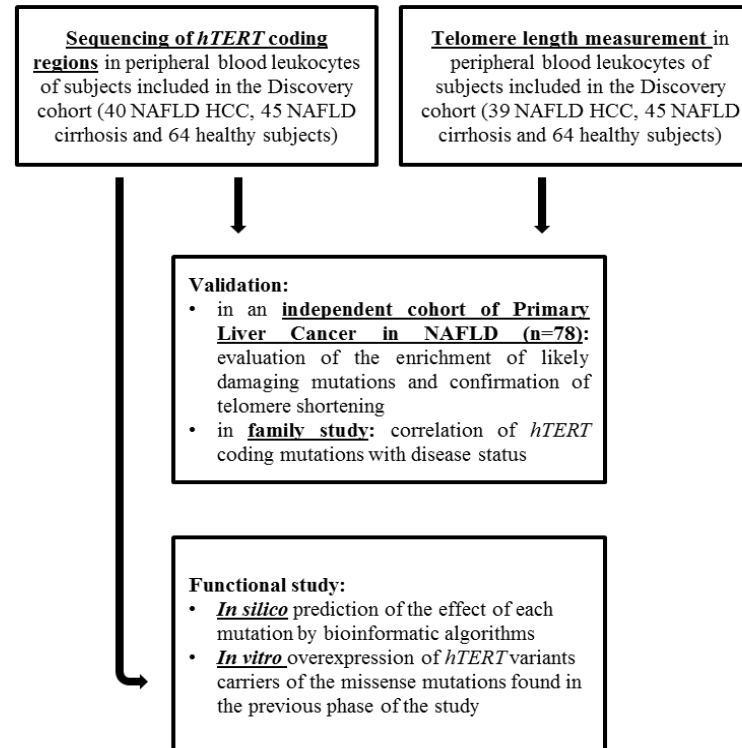 Sequencing of hTERT coding
regions in peripheral blood leukocytes
of subjects included in the Discovery
cohort (40 NAFLD HCC, 45 NAFLD
cirrhosis and 64 healthy subjects)
Telomere length measurement in
peripheral blood leukocytes of
subjects included in the Discovery
cohort (39 NAFLD HCC, 45 NAFLD
cirrhosis and 64 healthy subjects)
Validation:
• in an independent cohort of Primary
Liver Cancer in NAFLD (n=78):
evaluation of the enrichment of likely
damaging mutations and confirmation of
telomere shortening
• in family study: correlation of hTERT
coding mutations with disease status
Functional study:
• In silico prediction of the effect of each
mutation by bioinformatic algorithms
• In vitro overexpression of hTERT variants
carriers of the missense mutations found in
the previous phase of the study